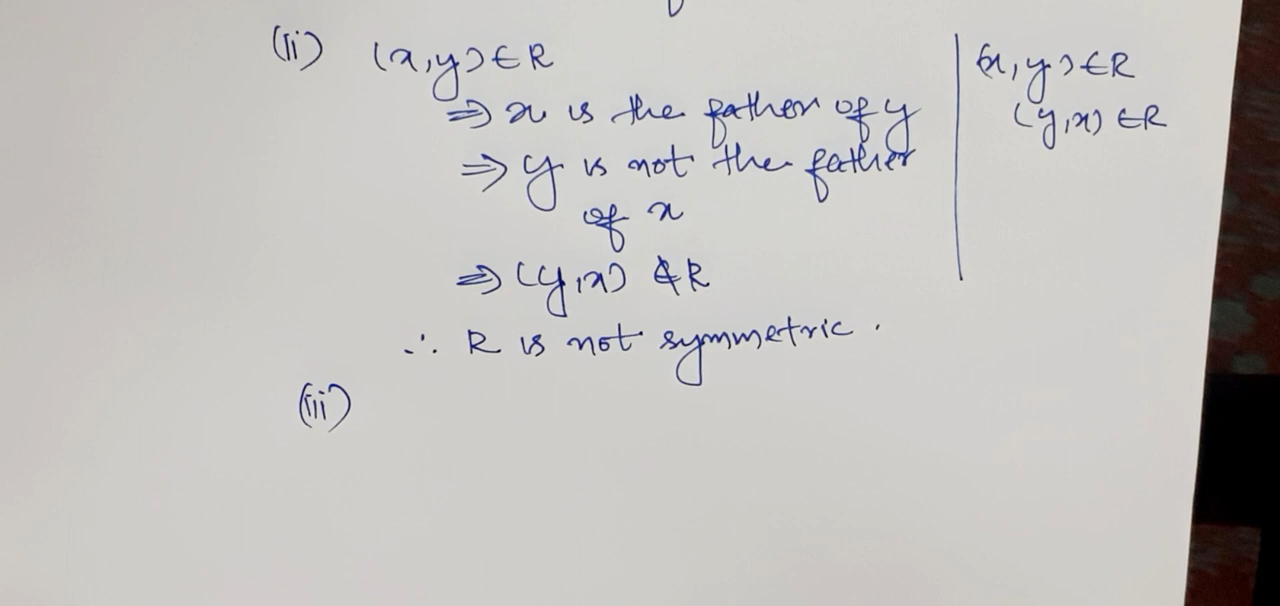 (ii) (x,y) ∈ R
⇒ x is the father of y
⇒ y is not the father
of x
⇒ (y,x) ∉ R
∴ R is not symmetric.
(iii)
(x,y) ∈ R
(y,x) ∈ R